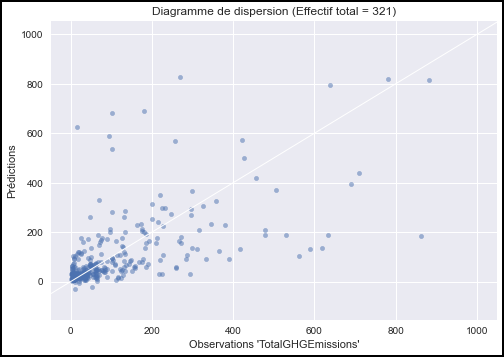 Diagramme de dispersion (Effectif total = 321)
1000
800
600
400
200
0
Prédictions
0 200 400 600 800 1000
Observations 'TotalGHGEmissions'